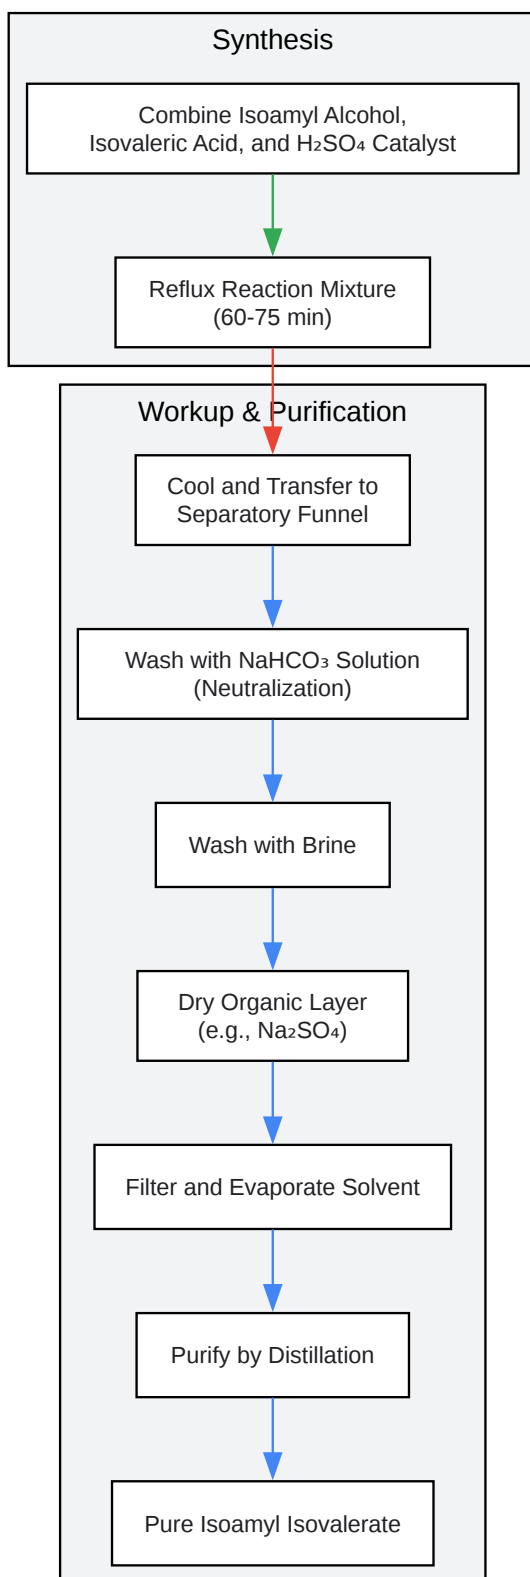 Synthesis
Combine Isoamyl Alcohol,
Isovaleric Acid, and H₂SO₄ Catalyst
Reflux Reaction Mixture
(60-75 min)
Workup & Purification
Cool and Transfer to
Separatory Funnel
Wash with NaHCO₃ Solution
(Neutralization)
Wash with Brine
Dry Organic Layer
(e.g., Na₂SO₄)
Filter and Evaporate Solvent
Purify by Distillation
Pure Isoamyl Isovalerate